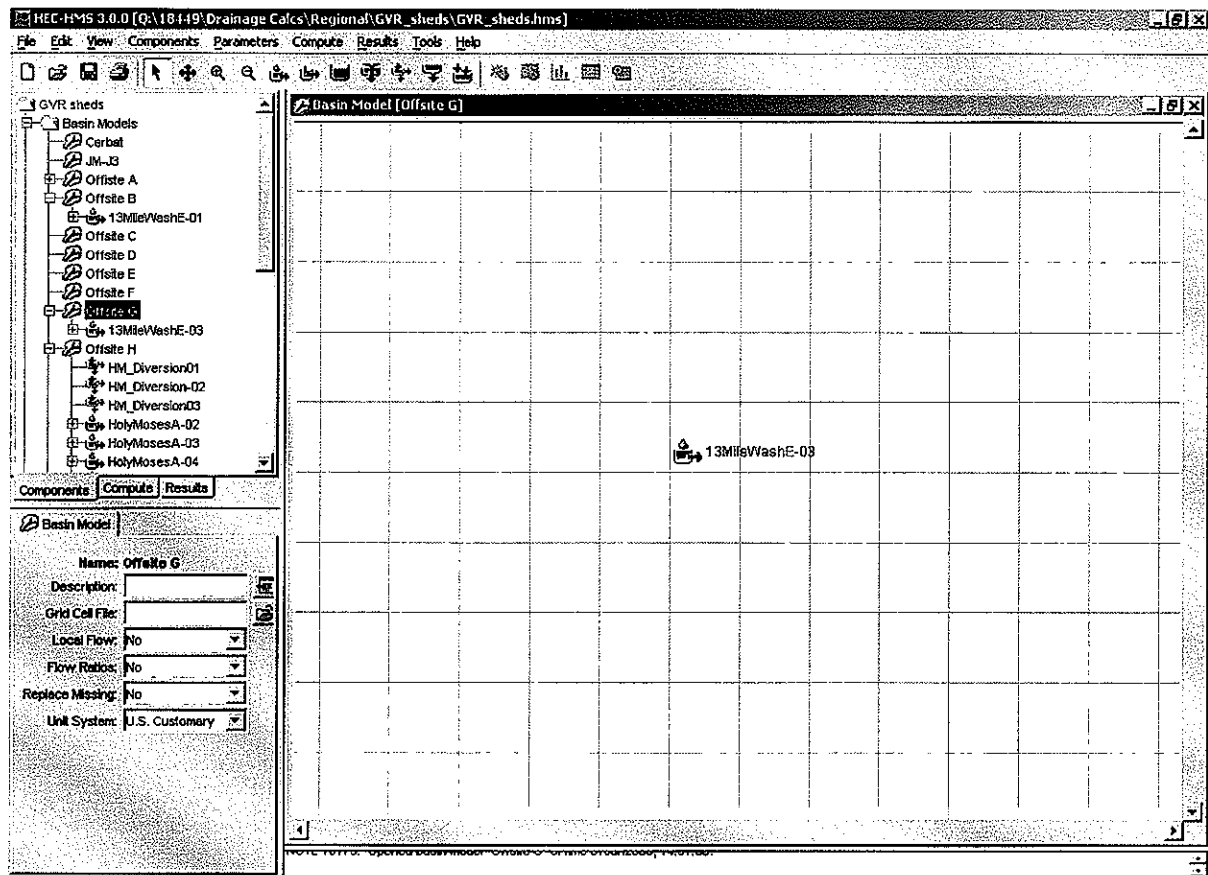 HEC-HMS 3.0.0 [Q:\18449\Drainage Calcs\Regional\GVR_sheds\GVR_sheds.hms]
File Edit View Components Parameters Compute Results Tools Help
GVR sheds
Basin Models
Cerbat
JM-J3
Offiste A
Offsite B
13MileWashE-01
Offsite C
Offsite D
Offsite E
Offsite F
Offsite G
13MileWashE-03
Offsite H
HM_Diversion01
HM_Diversion-02
HM_Diversion03
HolyMosesA-02
HolyMosesA-03
HolyMosesA-04
Components Compute Results
Basin Model
Name: Offsite G
Description:
Grid Cell File:
Local Flow: No
Flow Ratios: No
Replace Missing: No
Unit System: U.S. Customary
Basin Model [Offsite G]
13MileWashE-03